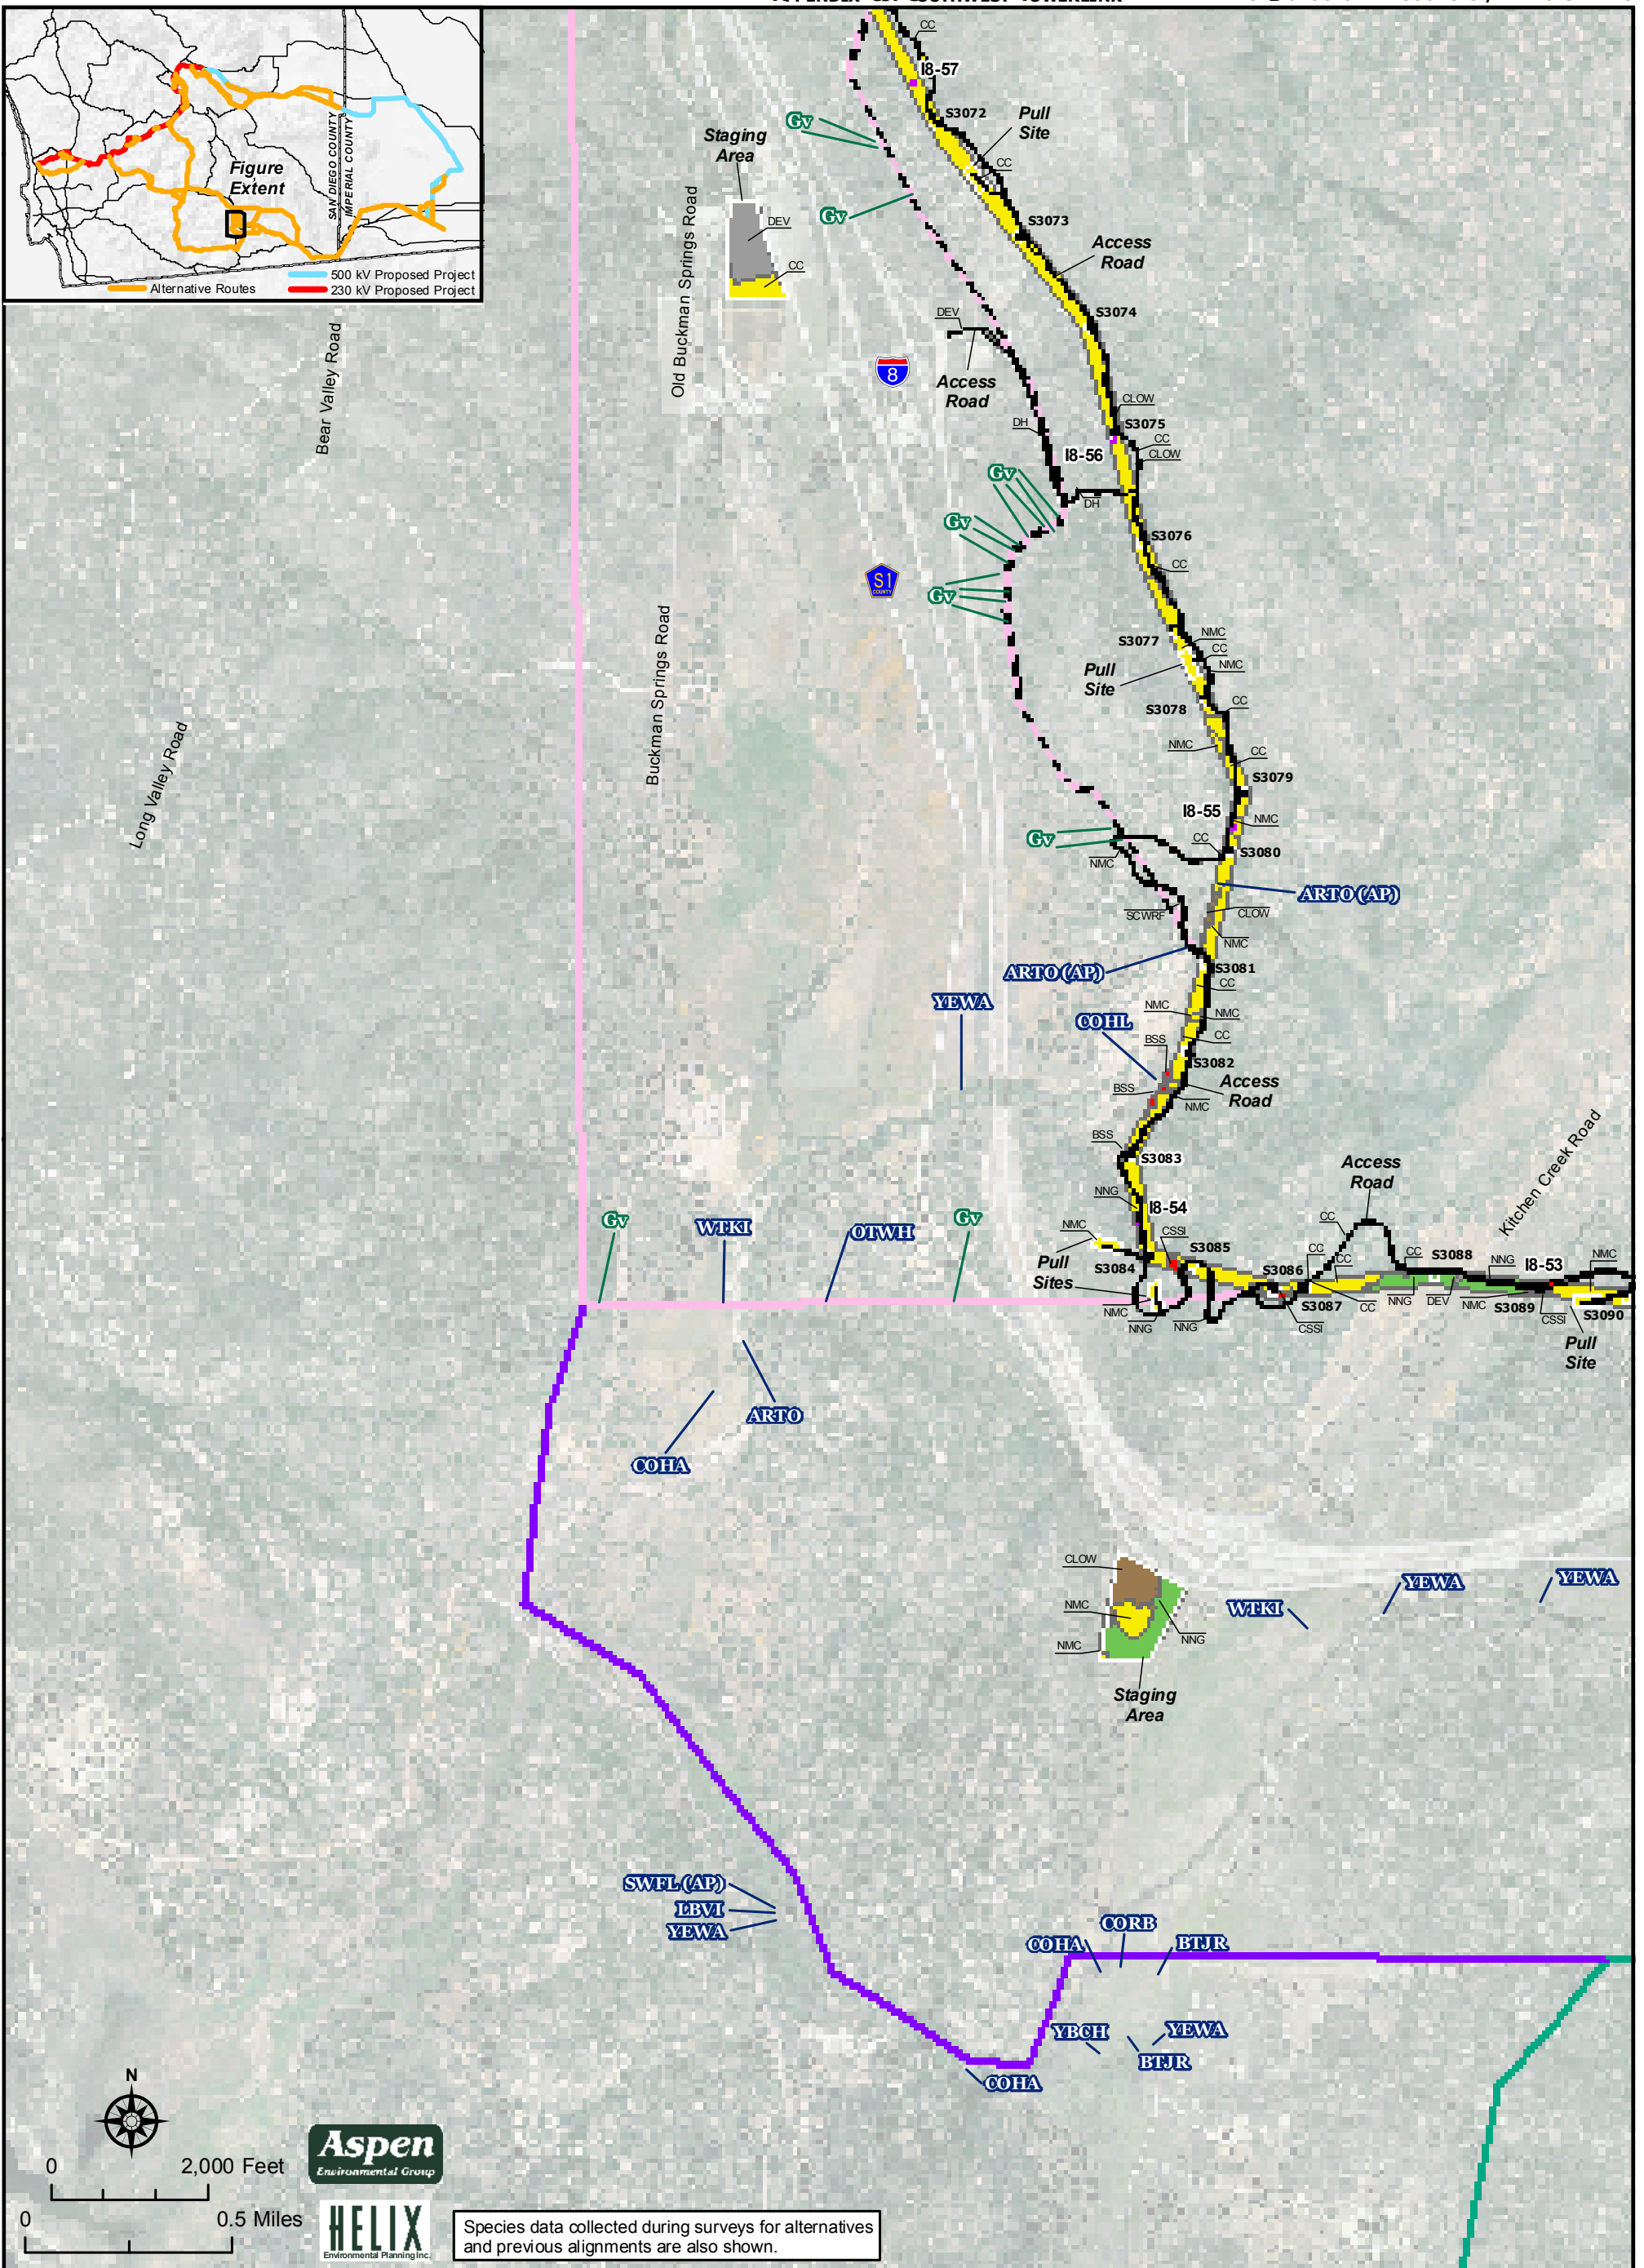 SAN DIEGO COUNTY
IMPERIAL COUNTY
Figure
Extent
500 kV Proposed Project
Alternative Routes
230 kV Proposed Project
CC
I8-57
S3072
Pull
Site
Gv
Staging
Area
CC
DEV
Gv
S3073
Access
Road
CC
Old Buckman Springs Road
S3074
DEV
8
Access
Road
Bear Valley Road
CLOW
S3075
DH
CC
I8-56
CLOW
Gv
DH
Gv
S3076
CC
S1
COUNTY
Gv
S3077
NMC
CC
NMC
Pull
Site
Buckman Springs Road
S3078
CC
NMC
CC
S3079
Long Valley Road
I8-55
NMC
Gv
CC
S3080
NMC
ARTO (AP)
SCWRF
CLOW
NMC
ARTO (AP)
S3081
CC
YEWA
NMC
NMC
COHL
CC
BSS
S3082
BSS
Access
Road
NMC
BSS
S3083
Kitchen Creek Road
Access
Road
NNG
I8-54
Gv
WTKI
OTWH
Gv
NMC
CSSI
CC
S3085
CC
CC
CC
S3088
NNG
I8-53
NMC
Pull
Sites
S3084
S3086
NMC
NNG
NNG
S3087
CSSI
CC
NNG
DEV
NMC
S3089
CSSI
S3090
Pull
Site
ARTO
COHA
CLOW
NMC
NMC
NNG
Staging
Area
WTKI
YEWA
YEWA
SWFL (AP)
LBVI
YEWA
COHA
CORB
BTJR
YBCH
YEWA
BTJR
COHA
N
0 2,000 Feet
0 0.5 Miles
Aspen
Environmental Group
HELIX
Environmental Planning Inc.
Species data collected during surveys for alternatives
and previous alignments are also shown.